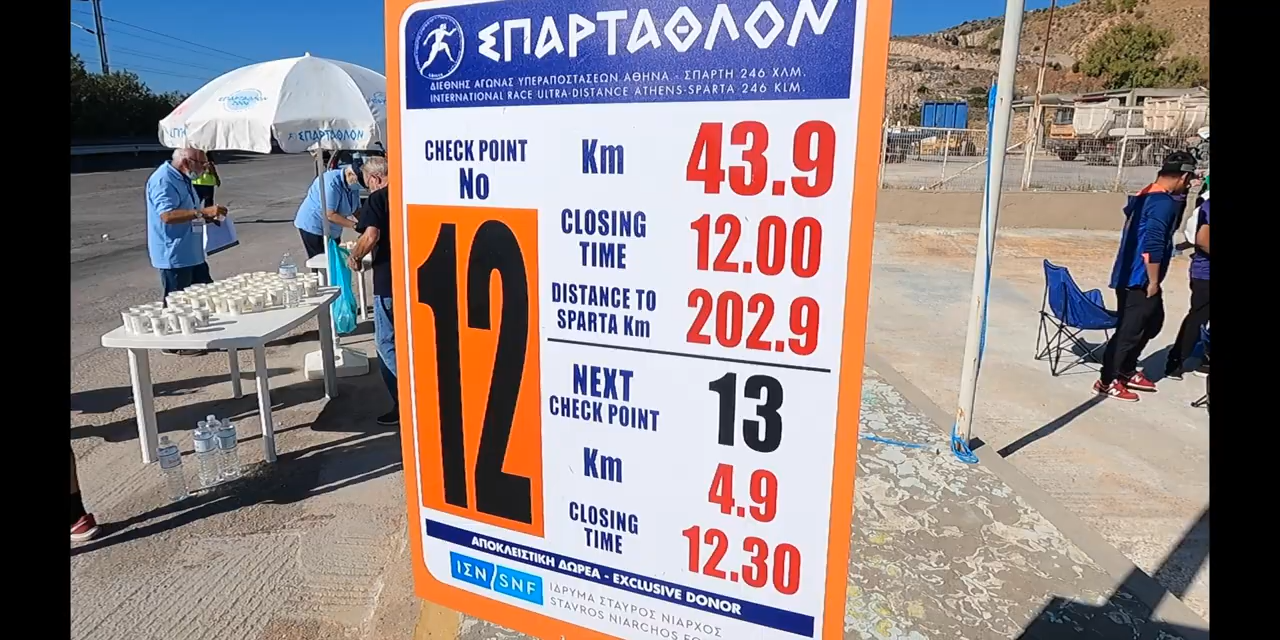 ΣΠΑΡΤΑΘΛΟΝ
ΔΙΕΘΝΗΣ ΑΓΩΝΑΣ ΥΠΕΡΑΠΟΣΤΑΣΕΩΝ ΑΘΗΝΑ - ΣΠΑΡΤΗ 246 ΧΛΜ.
INTERNATIONAL RACE ULTRA-DISTANCE ATHENS-SPARTA 246 KLM.
CHECK POINT
No
12
Km 43.9
CLOSING
TIME 12.00
DISTANCE TO
SPARTA Km 202.9
NEXT
CHECK POINT 13
Km 4.9
CLOSING
TIME 12.30
ΑΠΟΚΛΕΙΣΤΙΚΗ ΔΩΡΕΑ - EXCLUSIVE DONOR
ΙΣΝ/SNF
ΙΔΡΥΜΑ ΣΤΑΥΡΟΣ ΝΙΑΡΧΟΣ
STAVROS NIARCHOS
ΣΠΑΡΤΑΘΛΟΝ